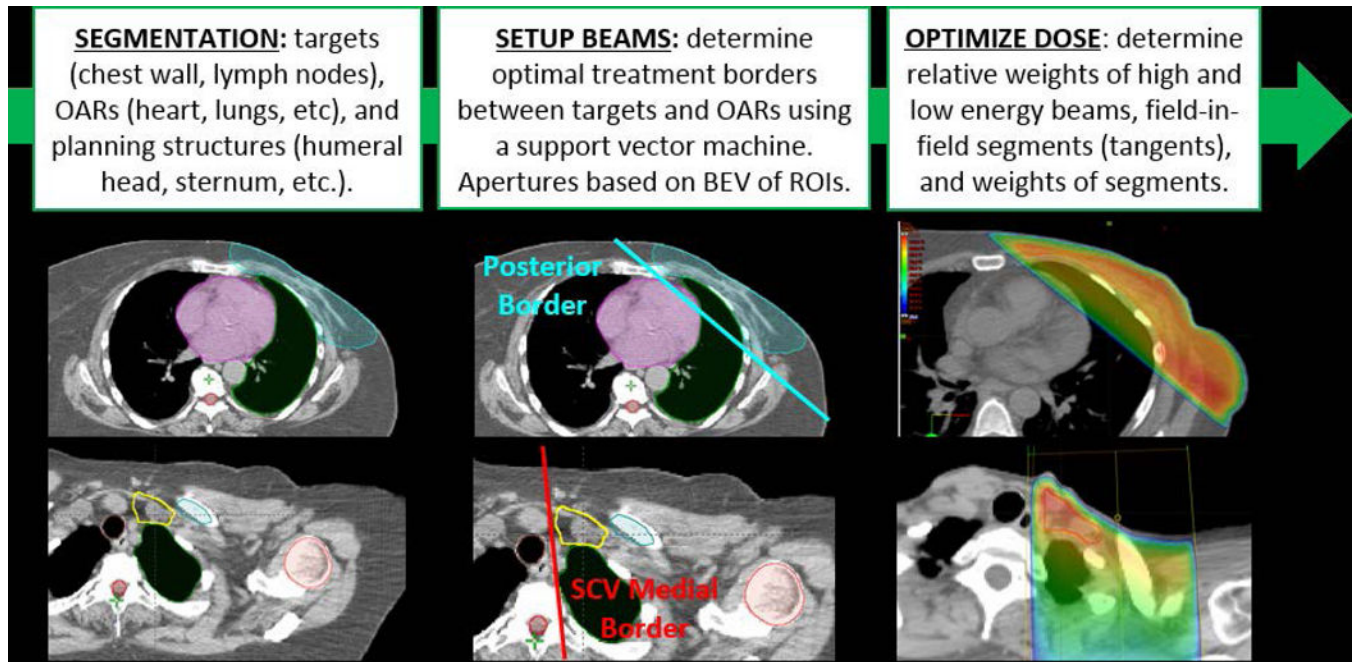 SEGMENTATION: targets
(chest wall, lymph nodes),
OARs (heart, lungs, etc), and
planning structures (humeral
head, sternum, etc.).
SETUP BEAMS: determine
optimal treatment borders
between targets and OARs using
a support vector machine.
Apertures based on BEV of ROIs.
OPTIMIZE DOSE: determine
relative weights of high and
low energy beams, field-in-
field segments (tangents),
and weights of segments.
Posterior
Border
SCV Medial
Border